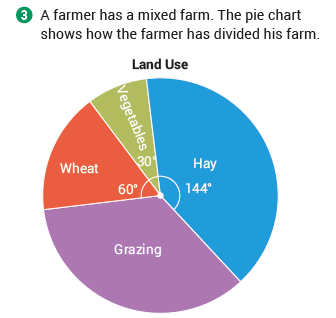 3 A farmer has a mixed farm. The pie chart
shows how the farmer has divided his farm.
Land Use
Vegetables
30°
Hay
Wheat
60°
144°
Grazing